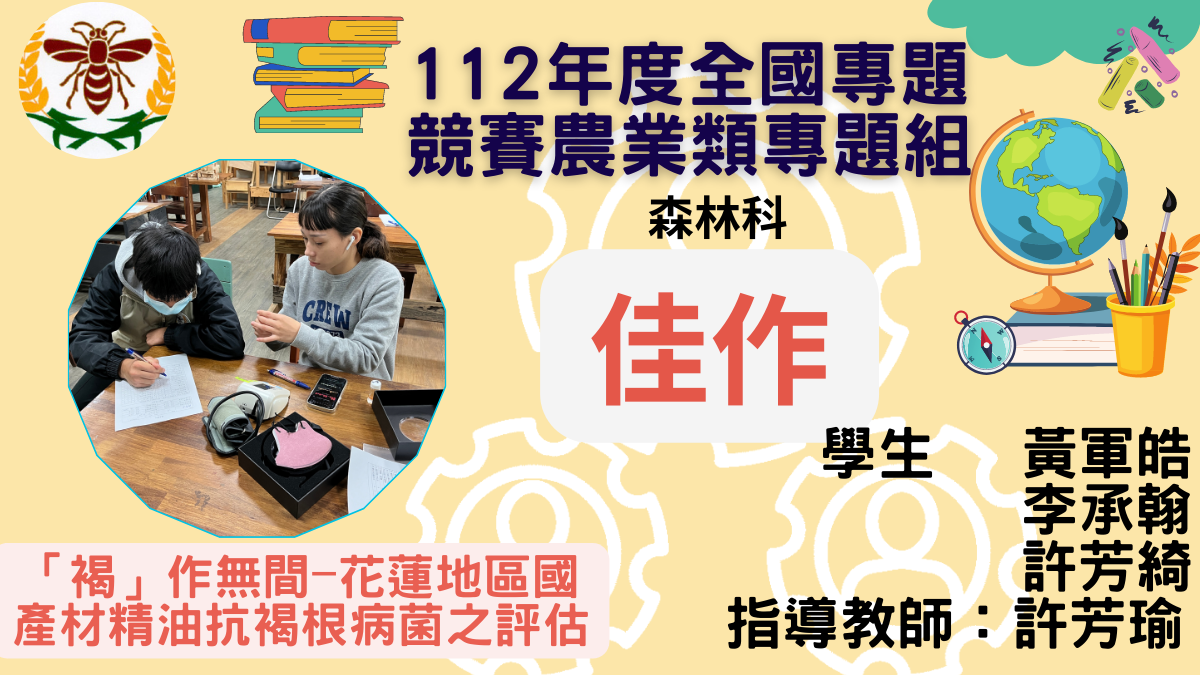 112年度全國專題
競賽農業類專題組
森林科
佳作
CREW
學生 黃軍皓
李承翰
許芳綺
指導教師：許芳瑜
「褐」作無間–花蓮地區國
產材精油抗褐根病菌之評估